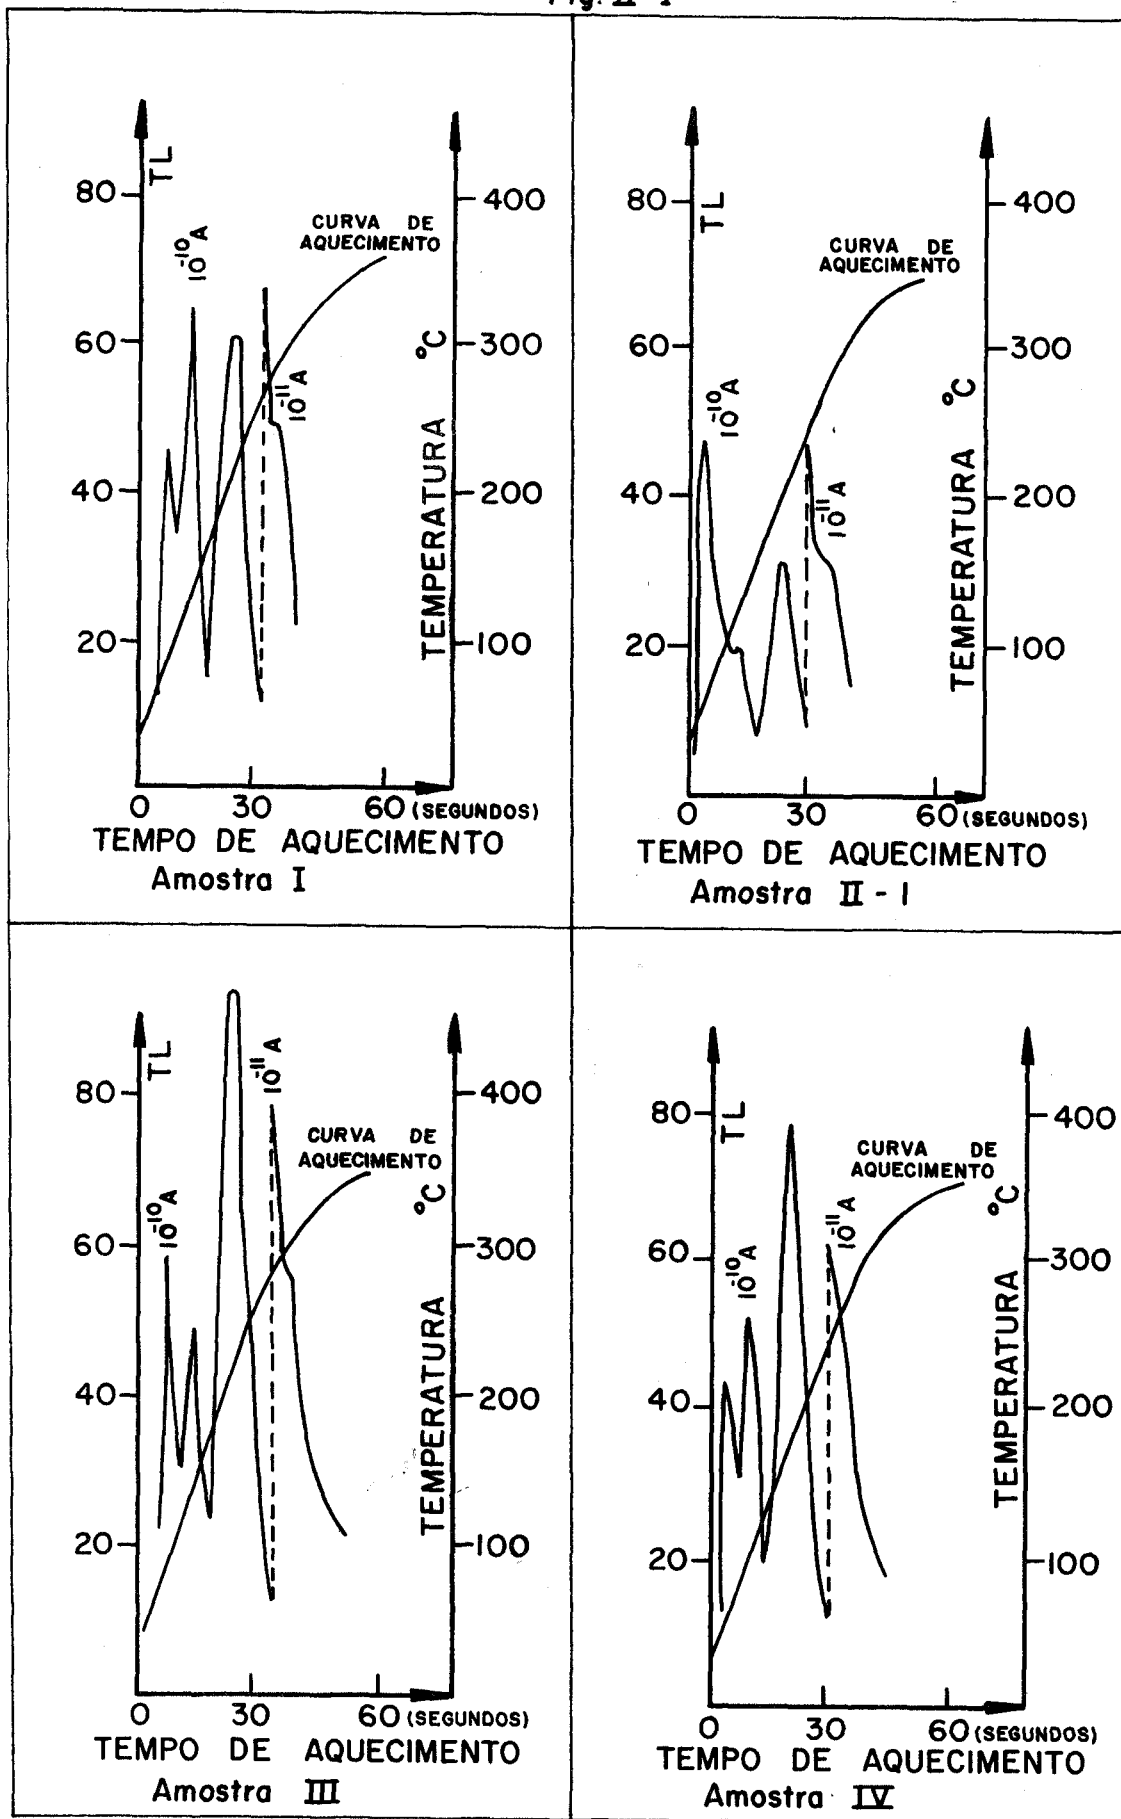 Fig. II-I
TL
80
60
40
20
10⁻¹⁰A
10⁻¹¹A
CURVA DE
AQUECIMENTO
400
300
200
100
TEMPERATURA °C
0 30 60 (SEGUNDOS)
TEMPO DE AQUECIMENTO
Amostra I
TL
80
60
40
20
10⁻¹⁰A
10⁻¹¹A
CURVA DE
AQUECIMENTO
400
300
200
100
TEMPERATURA °C
0 30 60 (SEGUNDOS)
TEMPO DE AQUECIMENTO
Amostra II - I
TL
80
60
40
20
10⁻¹⁰A
10⁻¹¹A
CURVA DE
AQUECIMENTO
400
300
200
100
TEMPERATURA °C
0 30 60 (SEGUNDOS)
TEMPO DE AQUECIMENTO
Amostra III
TL
80
60
40
20
10⁻¹⁰A
10⁻¹¹A
CURVA DE
AQUECIMENTO
400
300
200
100
TEMPERATURA °C
0 30 60 (SEGUNDOS)
TEMPO DE AQUECIMENTO
Amostra IV